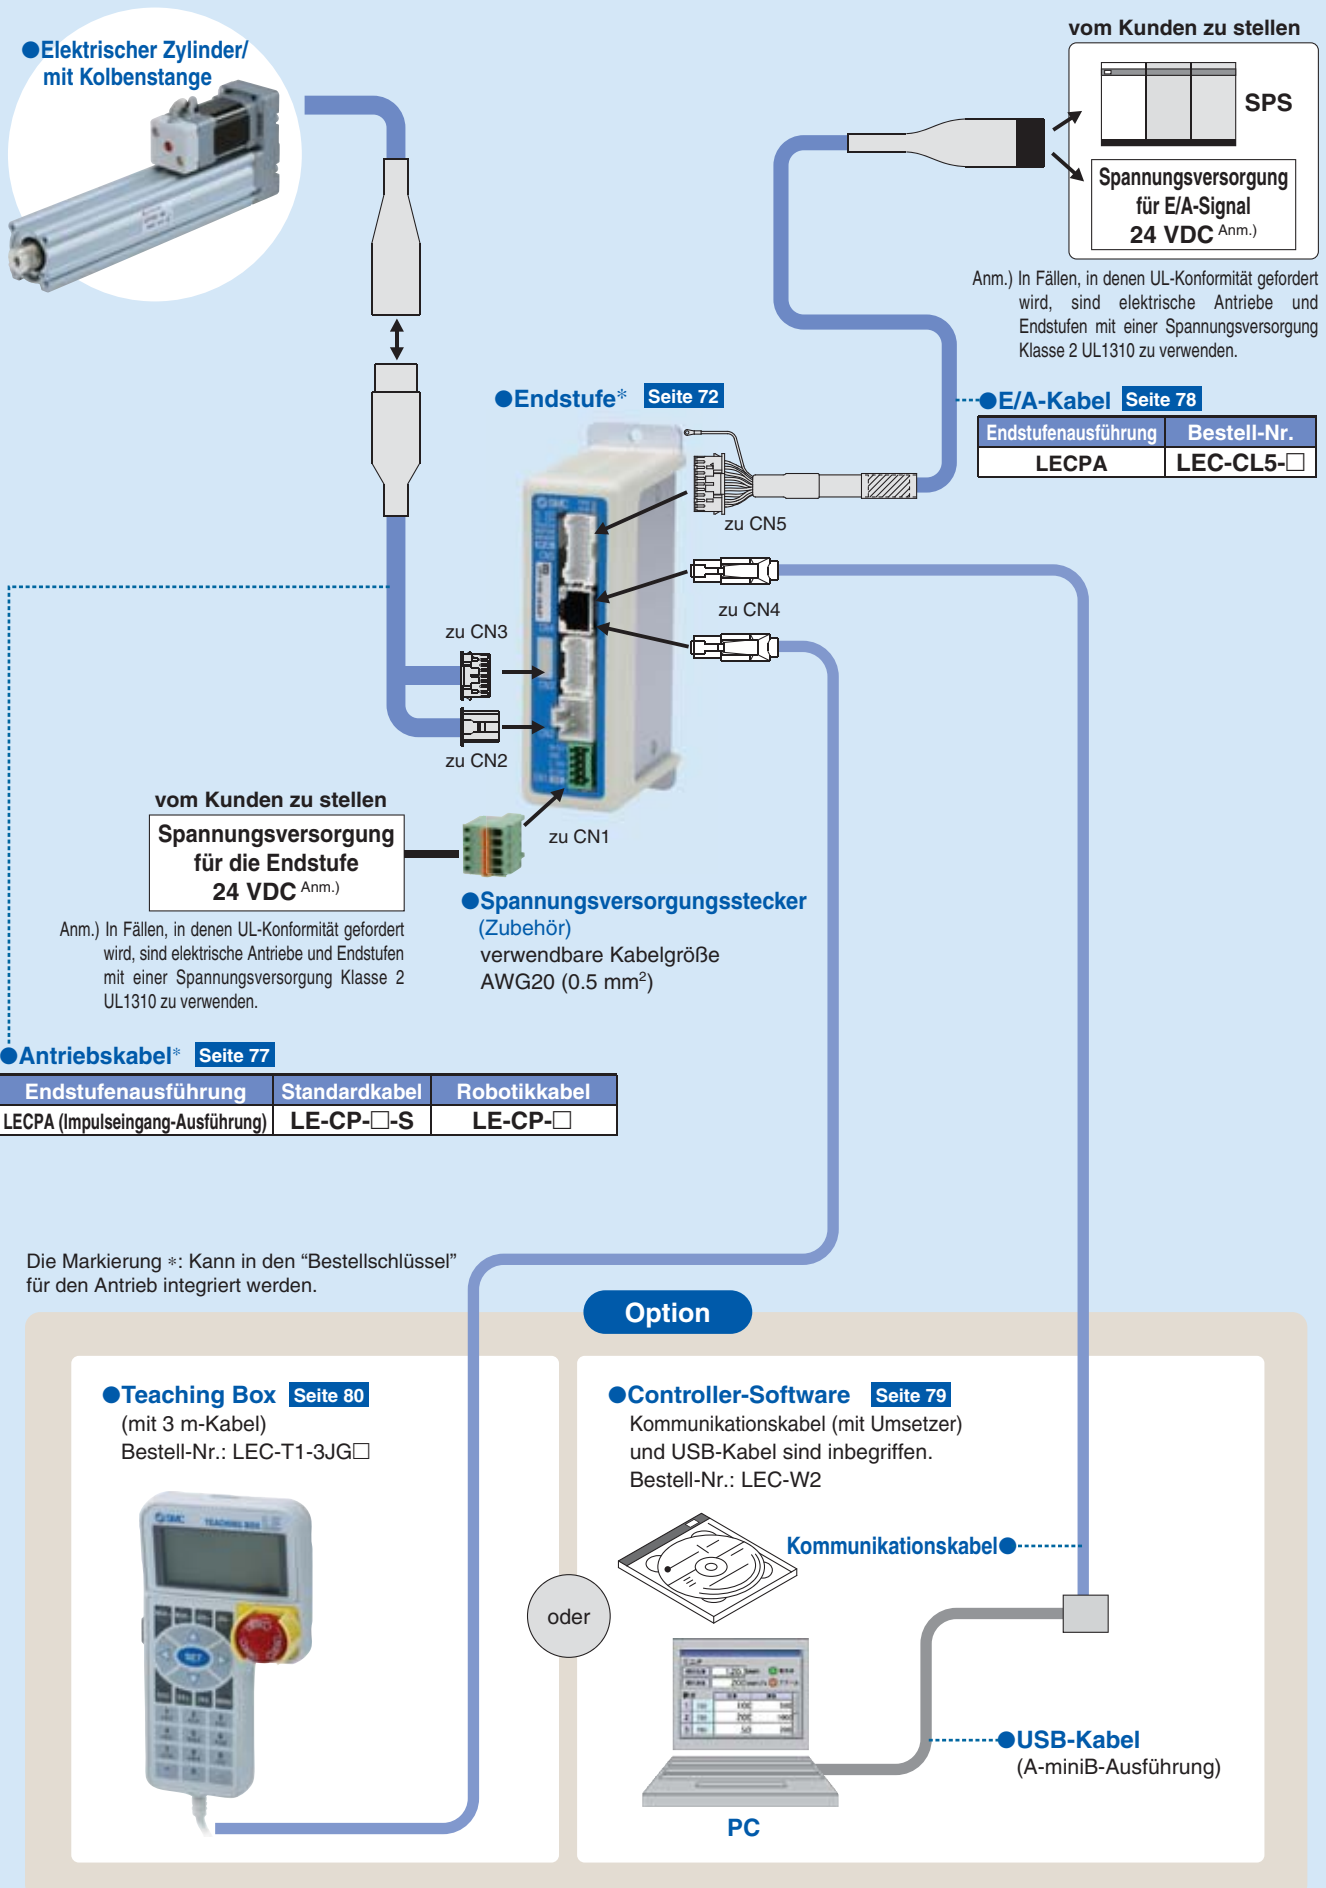 ●Elektrischer Zylinder/
mit Kolbenstange
vom Kunden zu stellen
SPS
Spannungsversorgung
für E/A-Signal
24 VDC Anm.)
Anm.) In Fällen, in denen UL-Konformität gefordert
wird, sind elektrische Antriebe und
Endstufen mit einer Spannungsversorgung
Klasse 2 UL1310 zu verwenden.
●Endstufe* Seite 72
●E/A-Kabel Seite 78
Endstufenausführung Bestell-Nr.
LECPA LEC-CL5-□
zu CN5
zu CN4
zu CN3
zu CN2
zu CN1
vom Kunden zu stellen
Spannungsversorgung
für die Endstufe
24 VDC Anm.)
Anm.) In Fällen, in denen UL-Konformität gefordert
wird, sind elektrische Antriebe und Endstufen
mit einer Spannungsversorgung Klasse 2
UL1310 zu verwenden.
●Spannungsversorgungsstecker
(Zubehör)
verwendbare Kabelgröße
AWG20 (0.5 mm²)
●Antriebskabel* Seite 77
Endstufenausführung Standardkabel Robotikkabel
LECPA (Impulseingang-Ausführung) LE-CP-□-S LE-CP-□
Die Markierung *: Kann in den “Bestellschlüssel”
für den Antrieb integriert werden.
Option
●Teaching Box Seite 80
(mit 3 m-Kabel)
Bestell-Nr.: LEC-T1-3JG□
SMC TEACHING BOX
SET
oder
●Controller-Software Seite 79
Kommunikationskabel (mit Umsetzer)
und USB-Kabel sind inbegriffen.
Bestell-Nr.: LEC-W2
Kommunikationskabel●
●USB-Kabel
(A-miniB-Ausführung)
PC